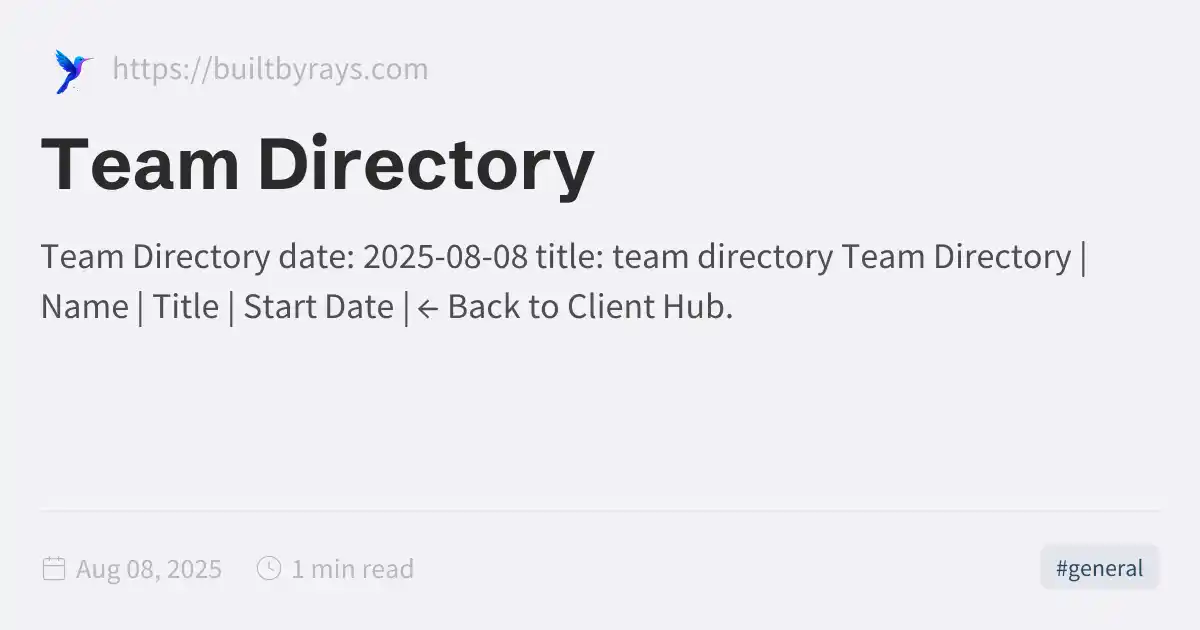 https://builtbyrays.com
Team Directory
Team Directory date: 2025-08-08 title: team directory Team Directory |
Name | Title | Start Date | ← Back to Client Hub.
Aug 08, 2025
1 min read
#general